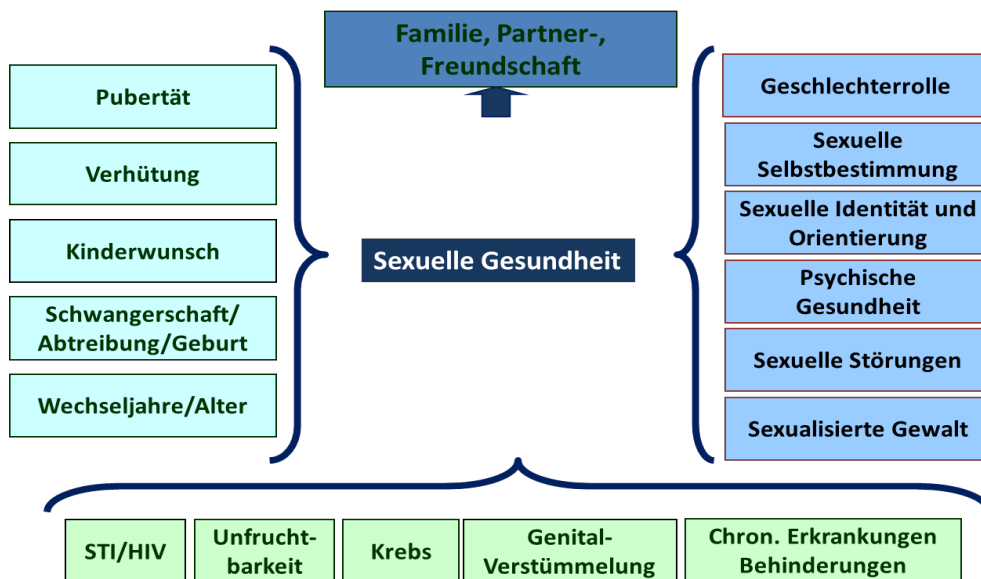 Familie, Partner-,
Freundschaft
Pubertät
Verhütung
Kinderwunsch
Schwangerschaft/
Abtreibung/Geburt
Wechseljahre/Alter
Sexuelle Gesundheit
Geschlechterrolle
Sexuelle
Selbstbestimmung
Sexuelle Identität und
Orientierung
Psychische
Gesundheit
Sexuelle Störungen
Sexualisierte Gewalt
STI/HIV
Unfrucht-
barkeit
Krebs
Genital-
Verstümmelung
Chron. Erkrankungen
Behinderungen